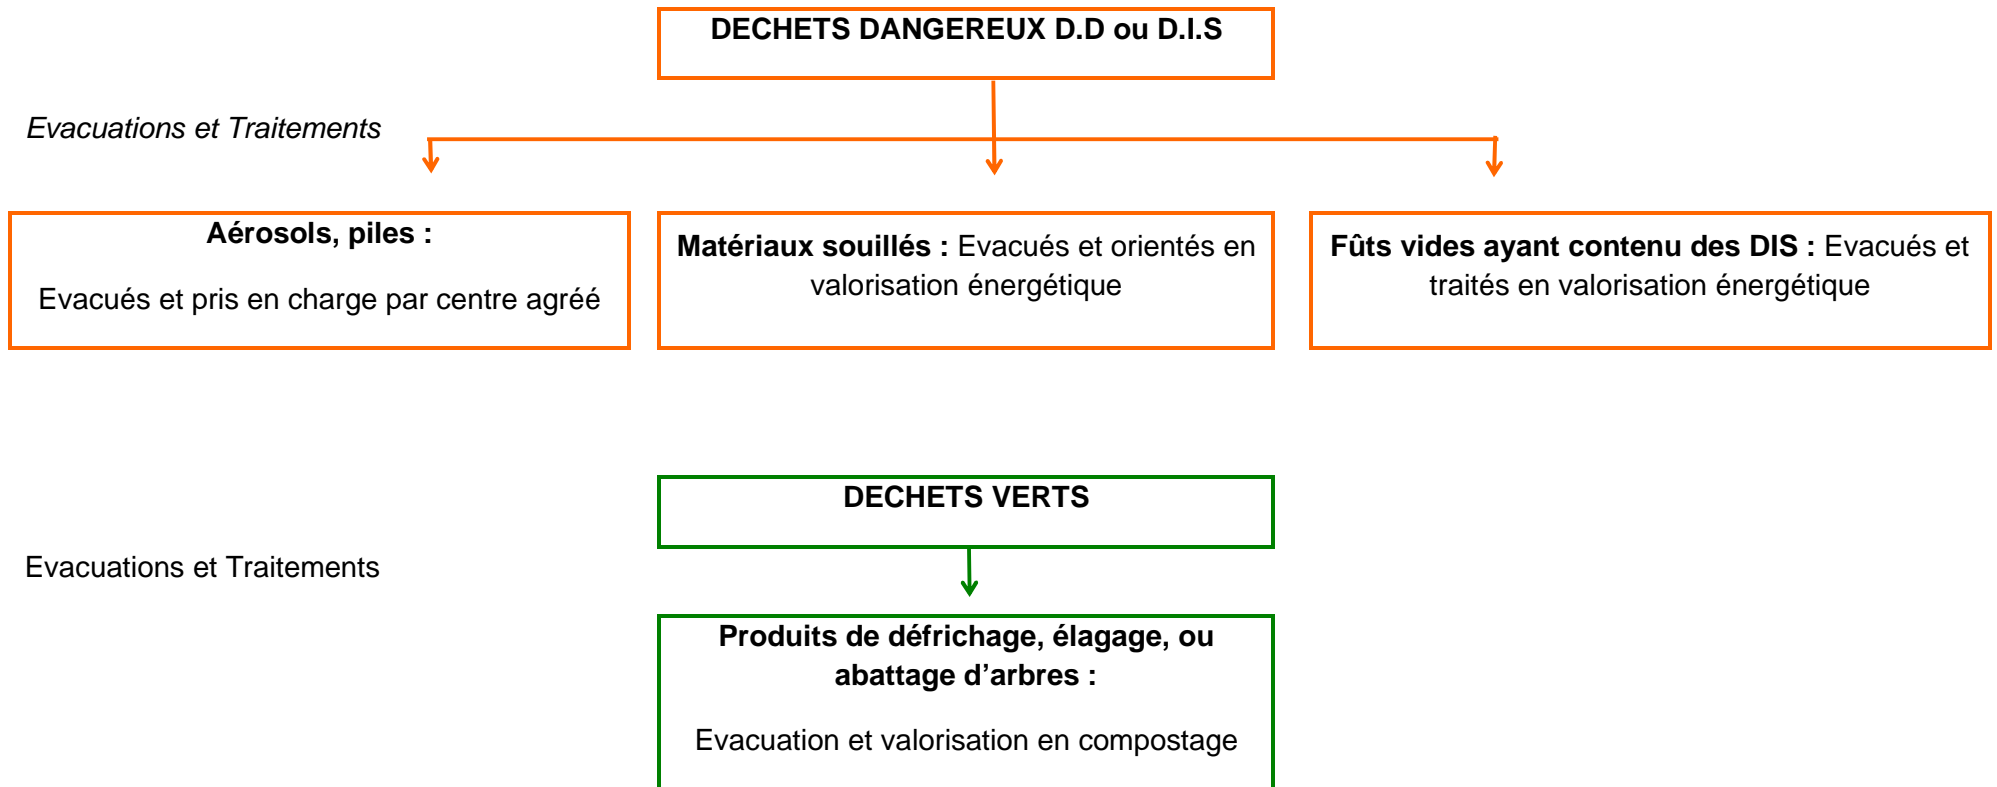 DECHETS DANGEREUX D.D ou D.I.S
Evacuations et Traitements
Aérosols, piles :
Evacués et pris en charge par centre agréé
Matériaux souillés : Evacués et orientés en
valorisation énergétique
Fûts vides ayant contenu des DIS : Evacués et
traités en valorisation énergétique
DECHETS VERTS
Evacuations et Traitements
Produits de défrichage, élagage, ou
abattage d’arbres :
Evacuation et valorisation en compostage